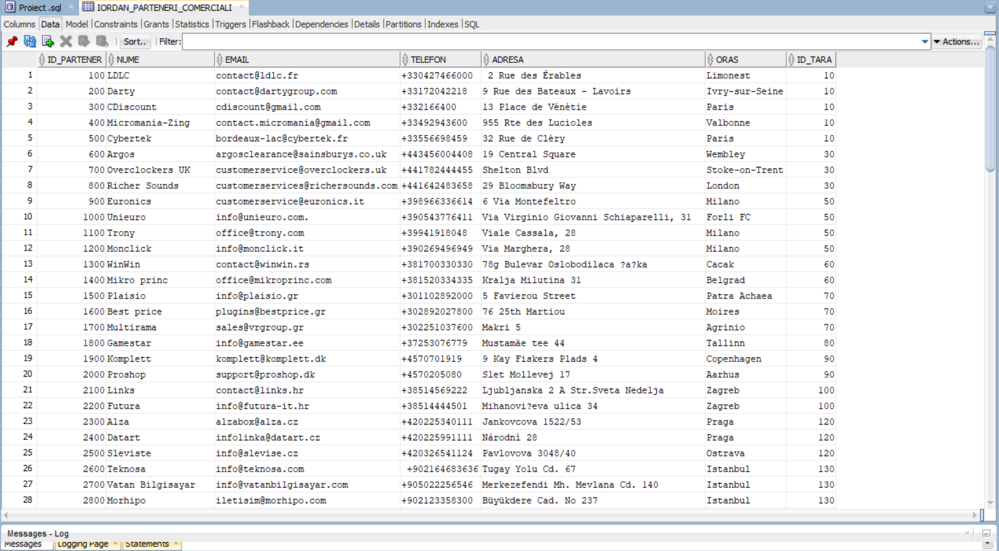 Proiect .sql × IORDAN_PARTENERI_COMERCIALI ×
Columns Data Model Constraints Grants Statistics Triggers Flashback Dependencies Details Partitions Indexes SQL
Sort.. Filter: Actions...
ID_PARTENER NUME EMAIL TELEFON ADRESA ORAS ID_TARA
1 100 LDLC contact@ldlc.fr +330427466000 2 Rue des Érables Limonest 10
2 200 Darty contact@dartygroup.com +33172042218 9 Rue des Bateaux - Lavoirs Ivry-sur-Seine 10
3 300 CDiscount cdiscount@gmail.com +332166400 13 Place de Vénétie Paris 10
4 400 Micromania-Zing contact.micromania@gmail.com +33492943600 955 Rte des Lucioles Valbonne 10
5 500 Cybertek bordeaux-lac@cybertek.fr +33556698459 32 Rue de Cléry Paris 10
6 600 Argos argosclearance@sainsburys.co.uk +443456004408 19 Central Square Wembley 30
7 700 Overclockers UK customerservice@overclockers.uk +441782444455 Shelton Blvd Stoke-on-Trent 30
8 800 Richer Sounds customerservices@richersounds.com +441642483658 29 Bloomsbury Way London 30
9 900 Euronics customerservice@euronics.it +398966336614 6 Via Montefeltro Milano 50
10 1000 Unieuro info@unieuro.com. +390543776411 Via Virginio Giovanni Schiaparelli, 31 Forli FC 50
11 1100 Trony office@trony.com +39941918048 Viale Cassala, 28 Milano 50
12 1200 Monclick info@monclick.it +390269496949 Via Marghera, 28 Milano 50
13 1300 WinWin contact@winwin.rs +381700330330 78g Bulevar Oslobodilaca ?a?ka Cacak 60
14 1400 Mikro princ office@mikroprinc.com +381520334335 Kralja Milutina 31 Belgrad 60
15 1500 Plaisio info@plaisio.gr +301102892000 5 Favierou Street Patra Achaea 70
16 1600 Best price plugins@bestprice.gr +302892027800 76 25th Martiou Moires 70
17 1700 Multirama sales@vrgroup.gr +302251037600 Makri 5 Agrinio 70
18 1800 Gamestar info@gamestar.ee +37253076779 Mustamäe tee 44 Tallinn 80
19 1900 Komplett komplett@komplett.dk +4570701919 9 Kay Fiskers Plads 4 Copenhagen 90
20 2000 Proshop support@proshop.dk +4570205080 Slet Mollevej 17 Aarhus 90
21 2100 Links contact@links.hr +38514569222 Ljubljanska 2 A Str.Sveta Nedelja Zagreb 100
22 2200 Futura info@futura-it.hr +38514444501 Mihanovi?eva ulica 34 Zagreb 100
23 2300 Alza alzabox@alza.cz +420225340111 Jankovcova 1522/53 Praga 120
24 2400 Datart infolinka@datart.cz +420225991111 Národní 28 Praga 120
25 2500 Sleviste info@slevise.cz +420326541124 Pavlovova 3048/40 Ostrava 120
26 2600 Teknosa info@teknosa.com +902164683636 Tugay Yolu Cd. 67 Istanbul 130
27 2700 Vatan Bilgisayar info@vatanbilgisayar.com +905022256546 Merkezefendi Mh. Mevlana Cd. 140 Istanbul 130
28 2800 Morhipo iletisim@morhipo.com +902123358300 Büyükdere Cad. No 237 Istanbul 130
Messages - Log
Messages Logging Page × Statements ×